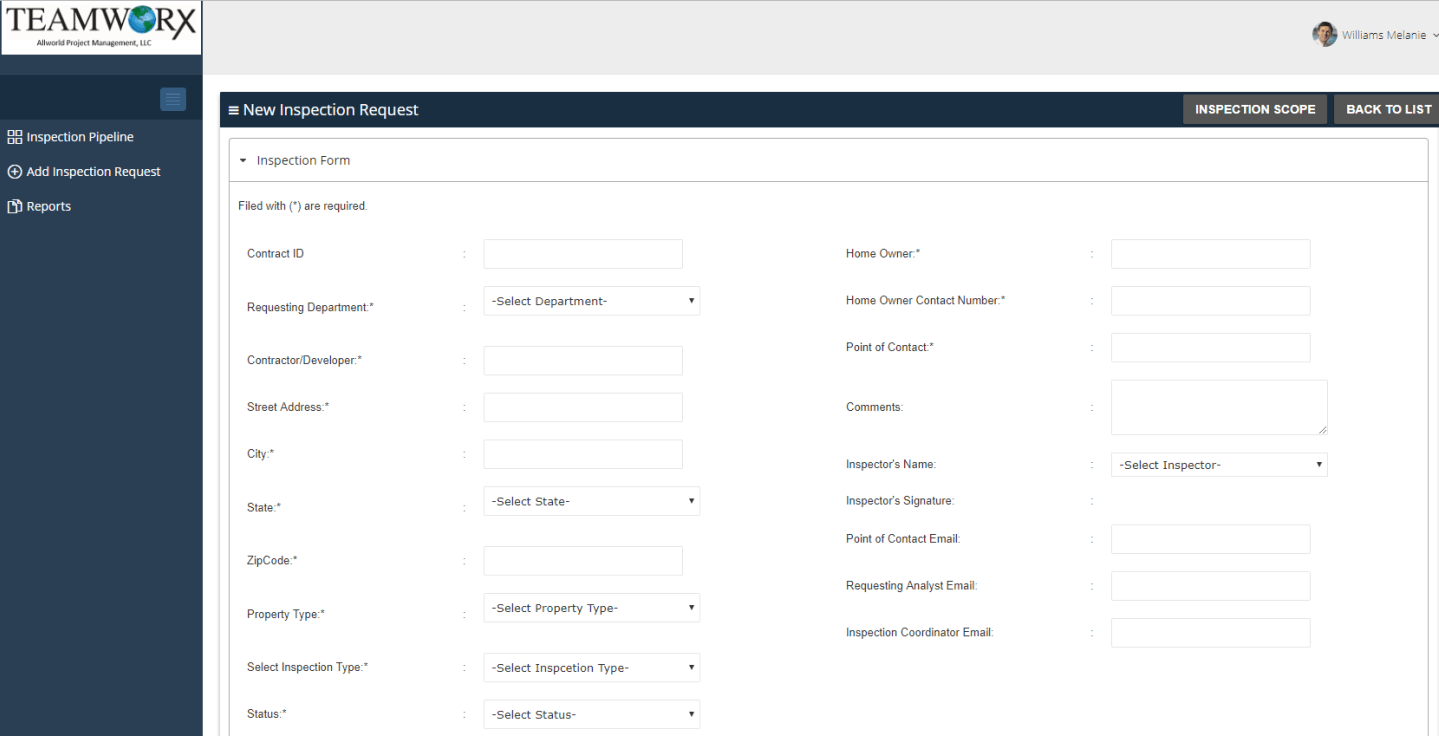 TEAMWORX
Allworld Project Management, LLC
Williams Melanie
New Inspection Request
INSPECTION SCOPE
BACK TO LIST
Inspection Pipeline
Add Inspection Request
Reports
Inspection Form
Filed with (*) are required.
Contract ID :
Requesting Department:* : -Select Department-
Contractor/Developer:* :
Street Address:* :
City:* :
State:* : -Select State-
ZipCode:* :
Property Type:* : -Select Property Type-
Select Inspection Type:* : -Select Inspcetion Type-
Status:* : -Select Status-
Home Owner:* :
Home Owner Contact Number:* :
Point of Contact:* :
Comments: :
Inspector's Name: : -Select Inspector-
Inspector's Signature: :
Point of Contact Email: :
Requesting Analyst Email: :
Inspection Coordinator Email: :